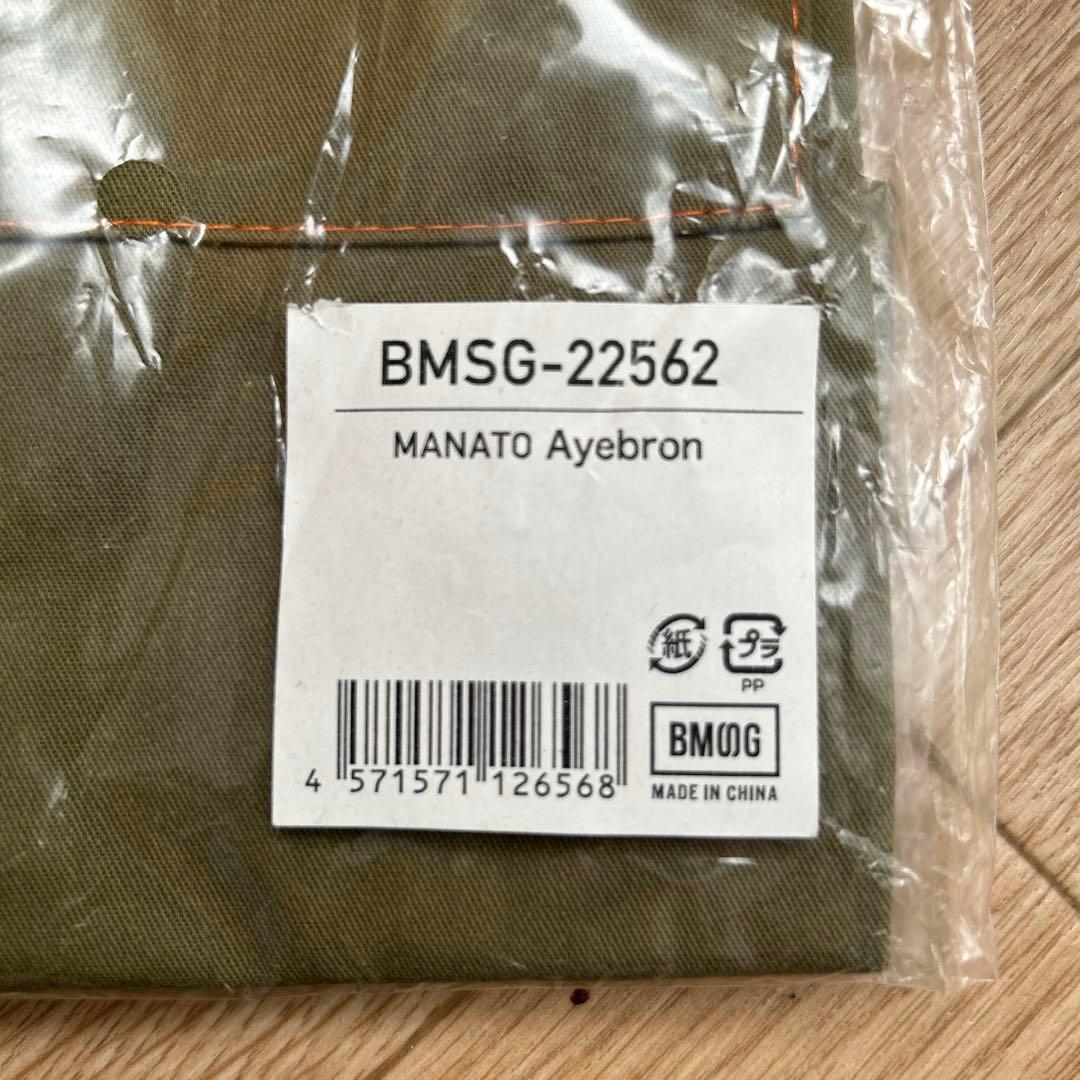 BMSG-22562
MANATO Ayebron
紙
プラ
PP
BMSG
4 571571 126568
MADE IN CHINA